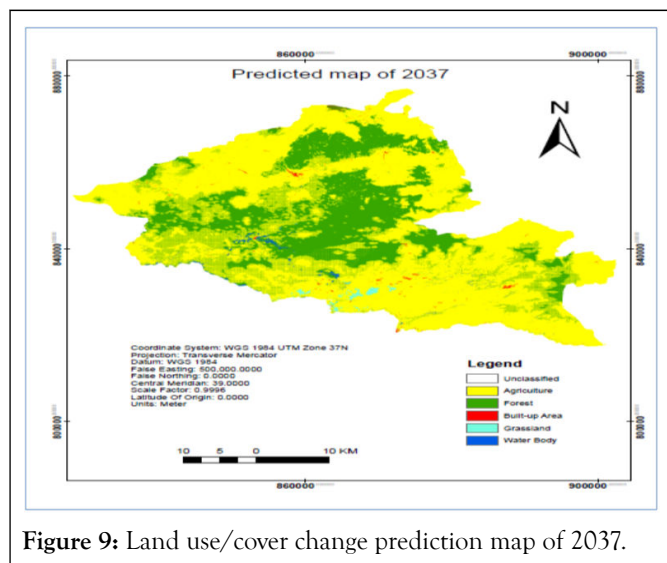 860000
900000
Predicted map of 2037
880000
880000
N
840000
840000
Coordinate System: WGS 1984 UTM Zone 37N
Projection: Transverse Mercator
Datum: WGS 1984
False Easting: 500,000.0000
False Northing: 0.0000
Central Meridian: 39.0000
Scale Factor: 0.9996
Latitude Of Origin: 0.0000
Units: Meter
Legend
Unclassified
Agriculture
Forest
Built-up Area
Grassland
Water Body
800000
800000
10 5 0 10 KM
860000
900000
Figure 9: Land use/cover change prediction map of 2037.